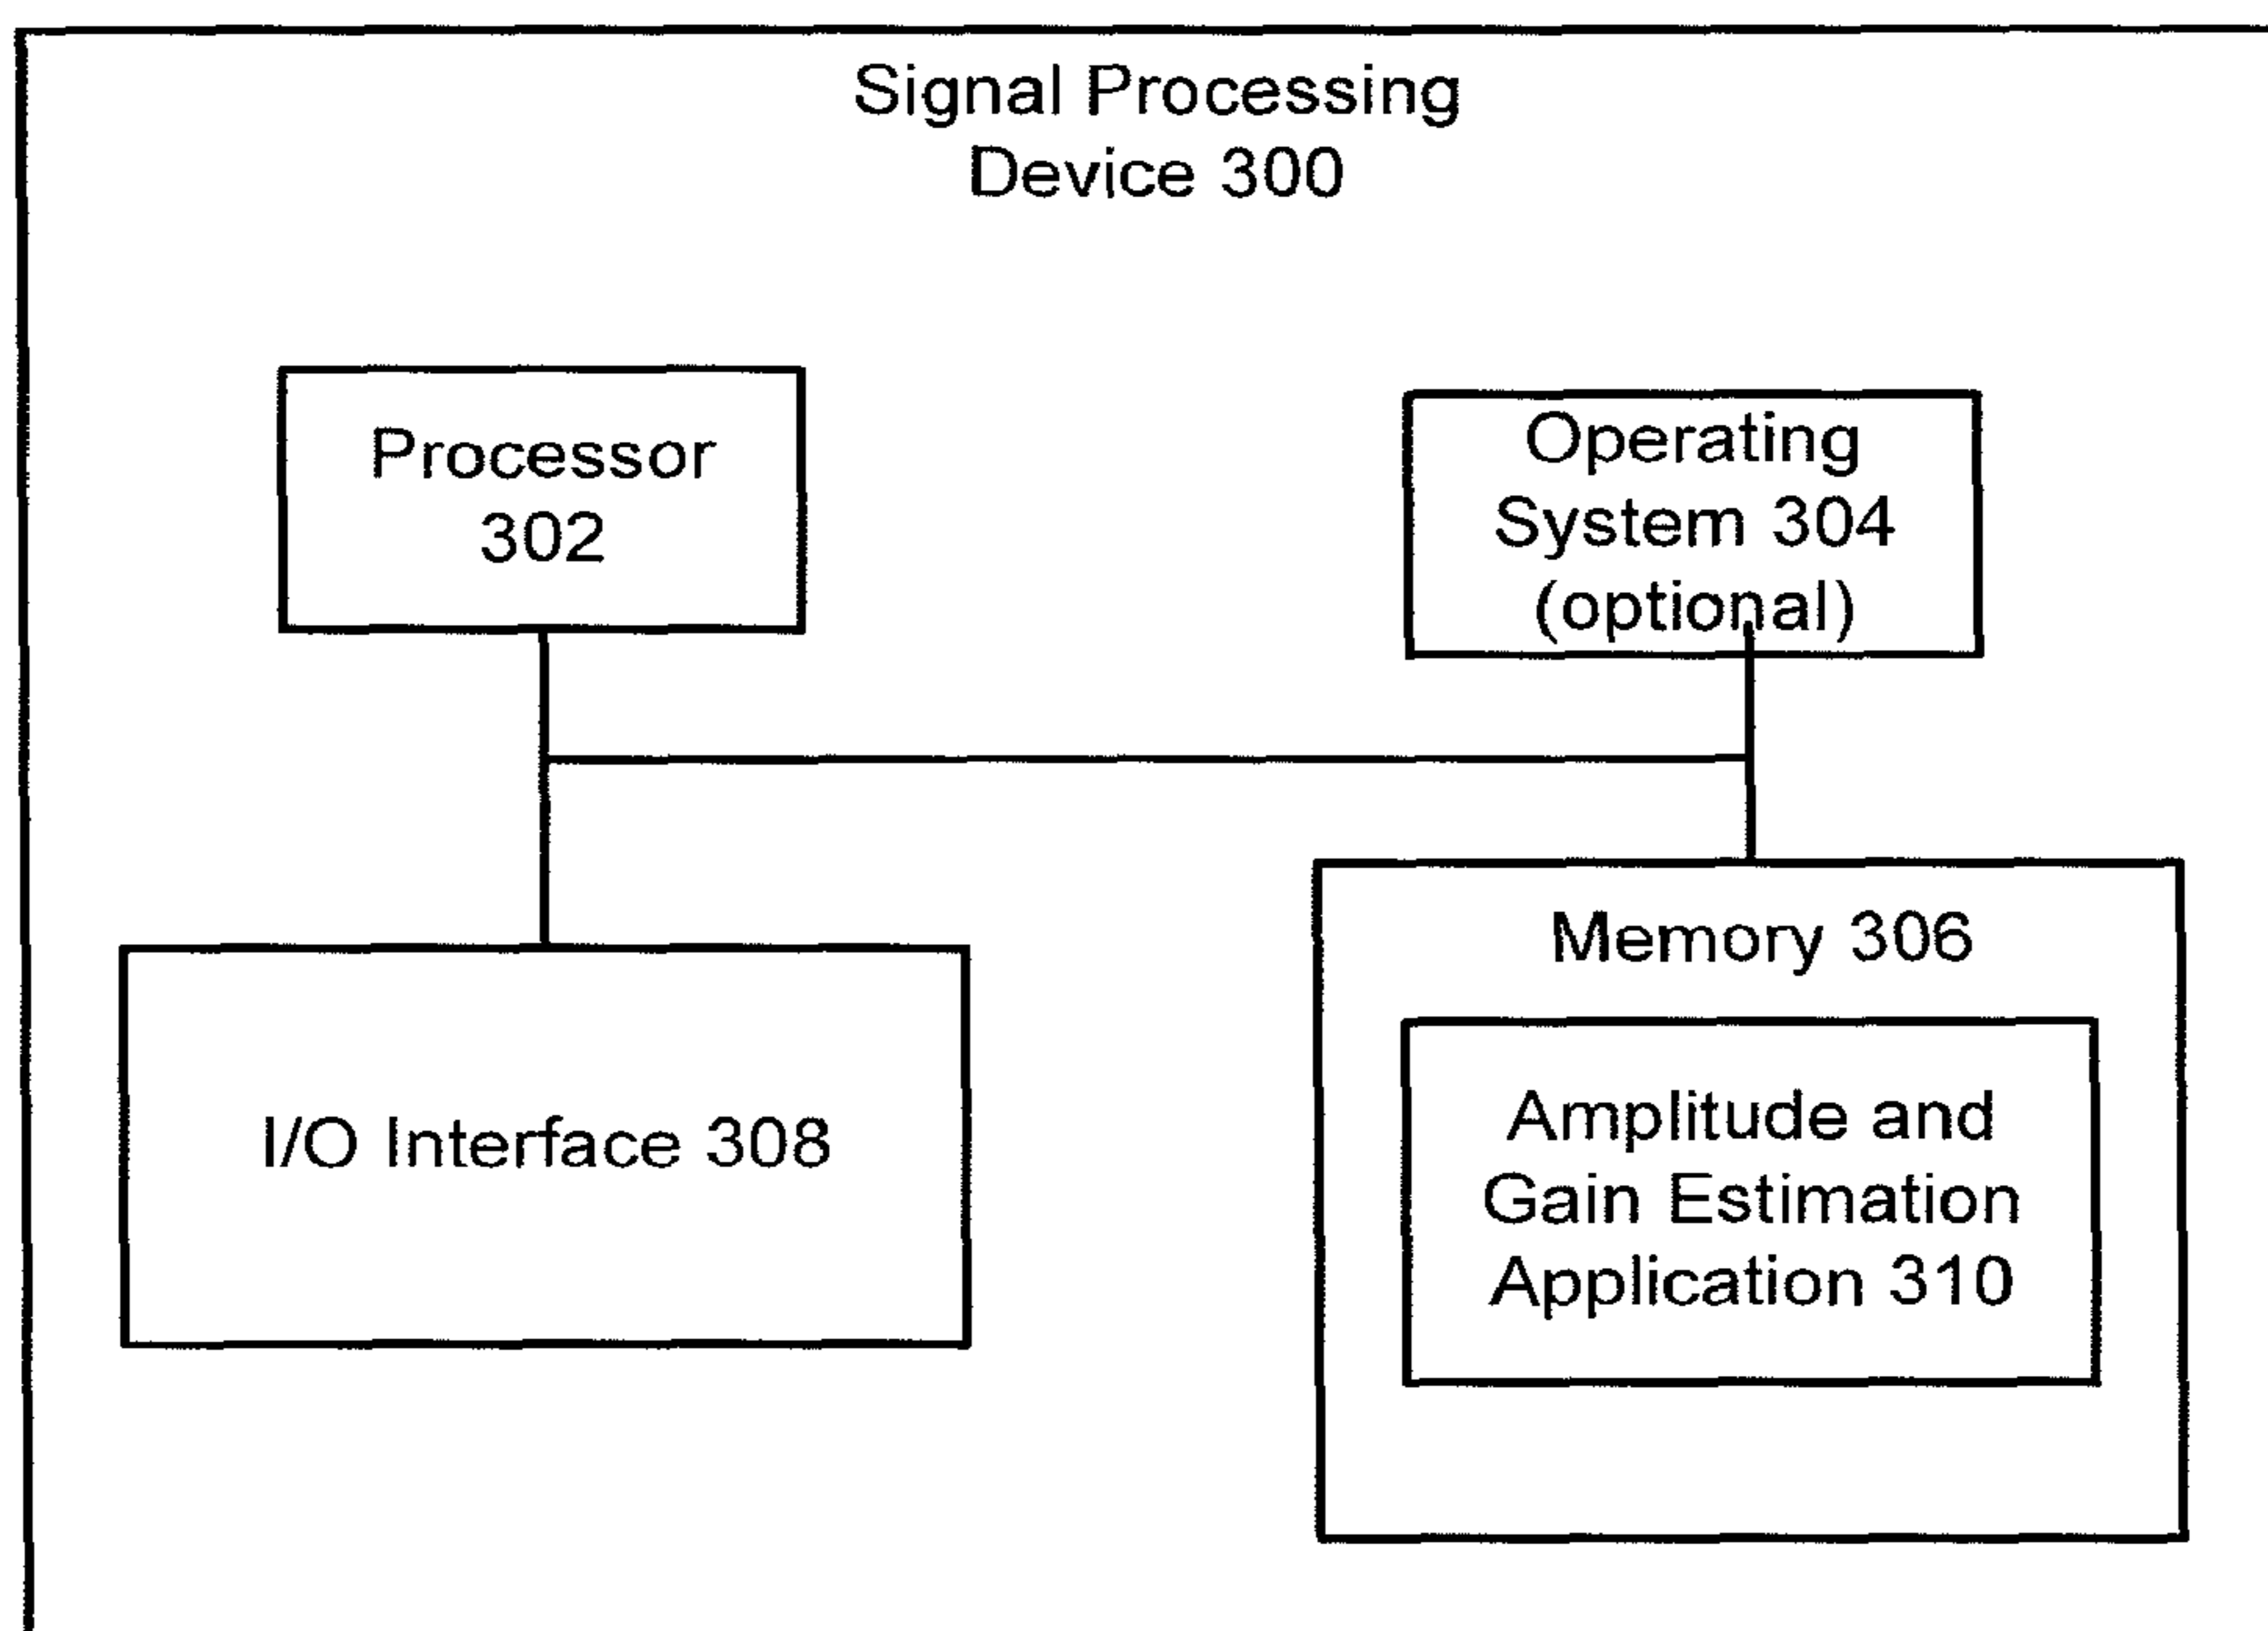 Signal Processing
Device 300
Processor
302
Operating
System 304
(optional)
I/O Interface 308
Memory 306
Amplitude and
Gain Estimation
Application 310